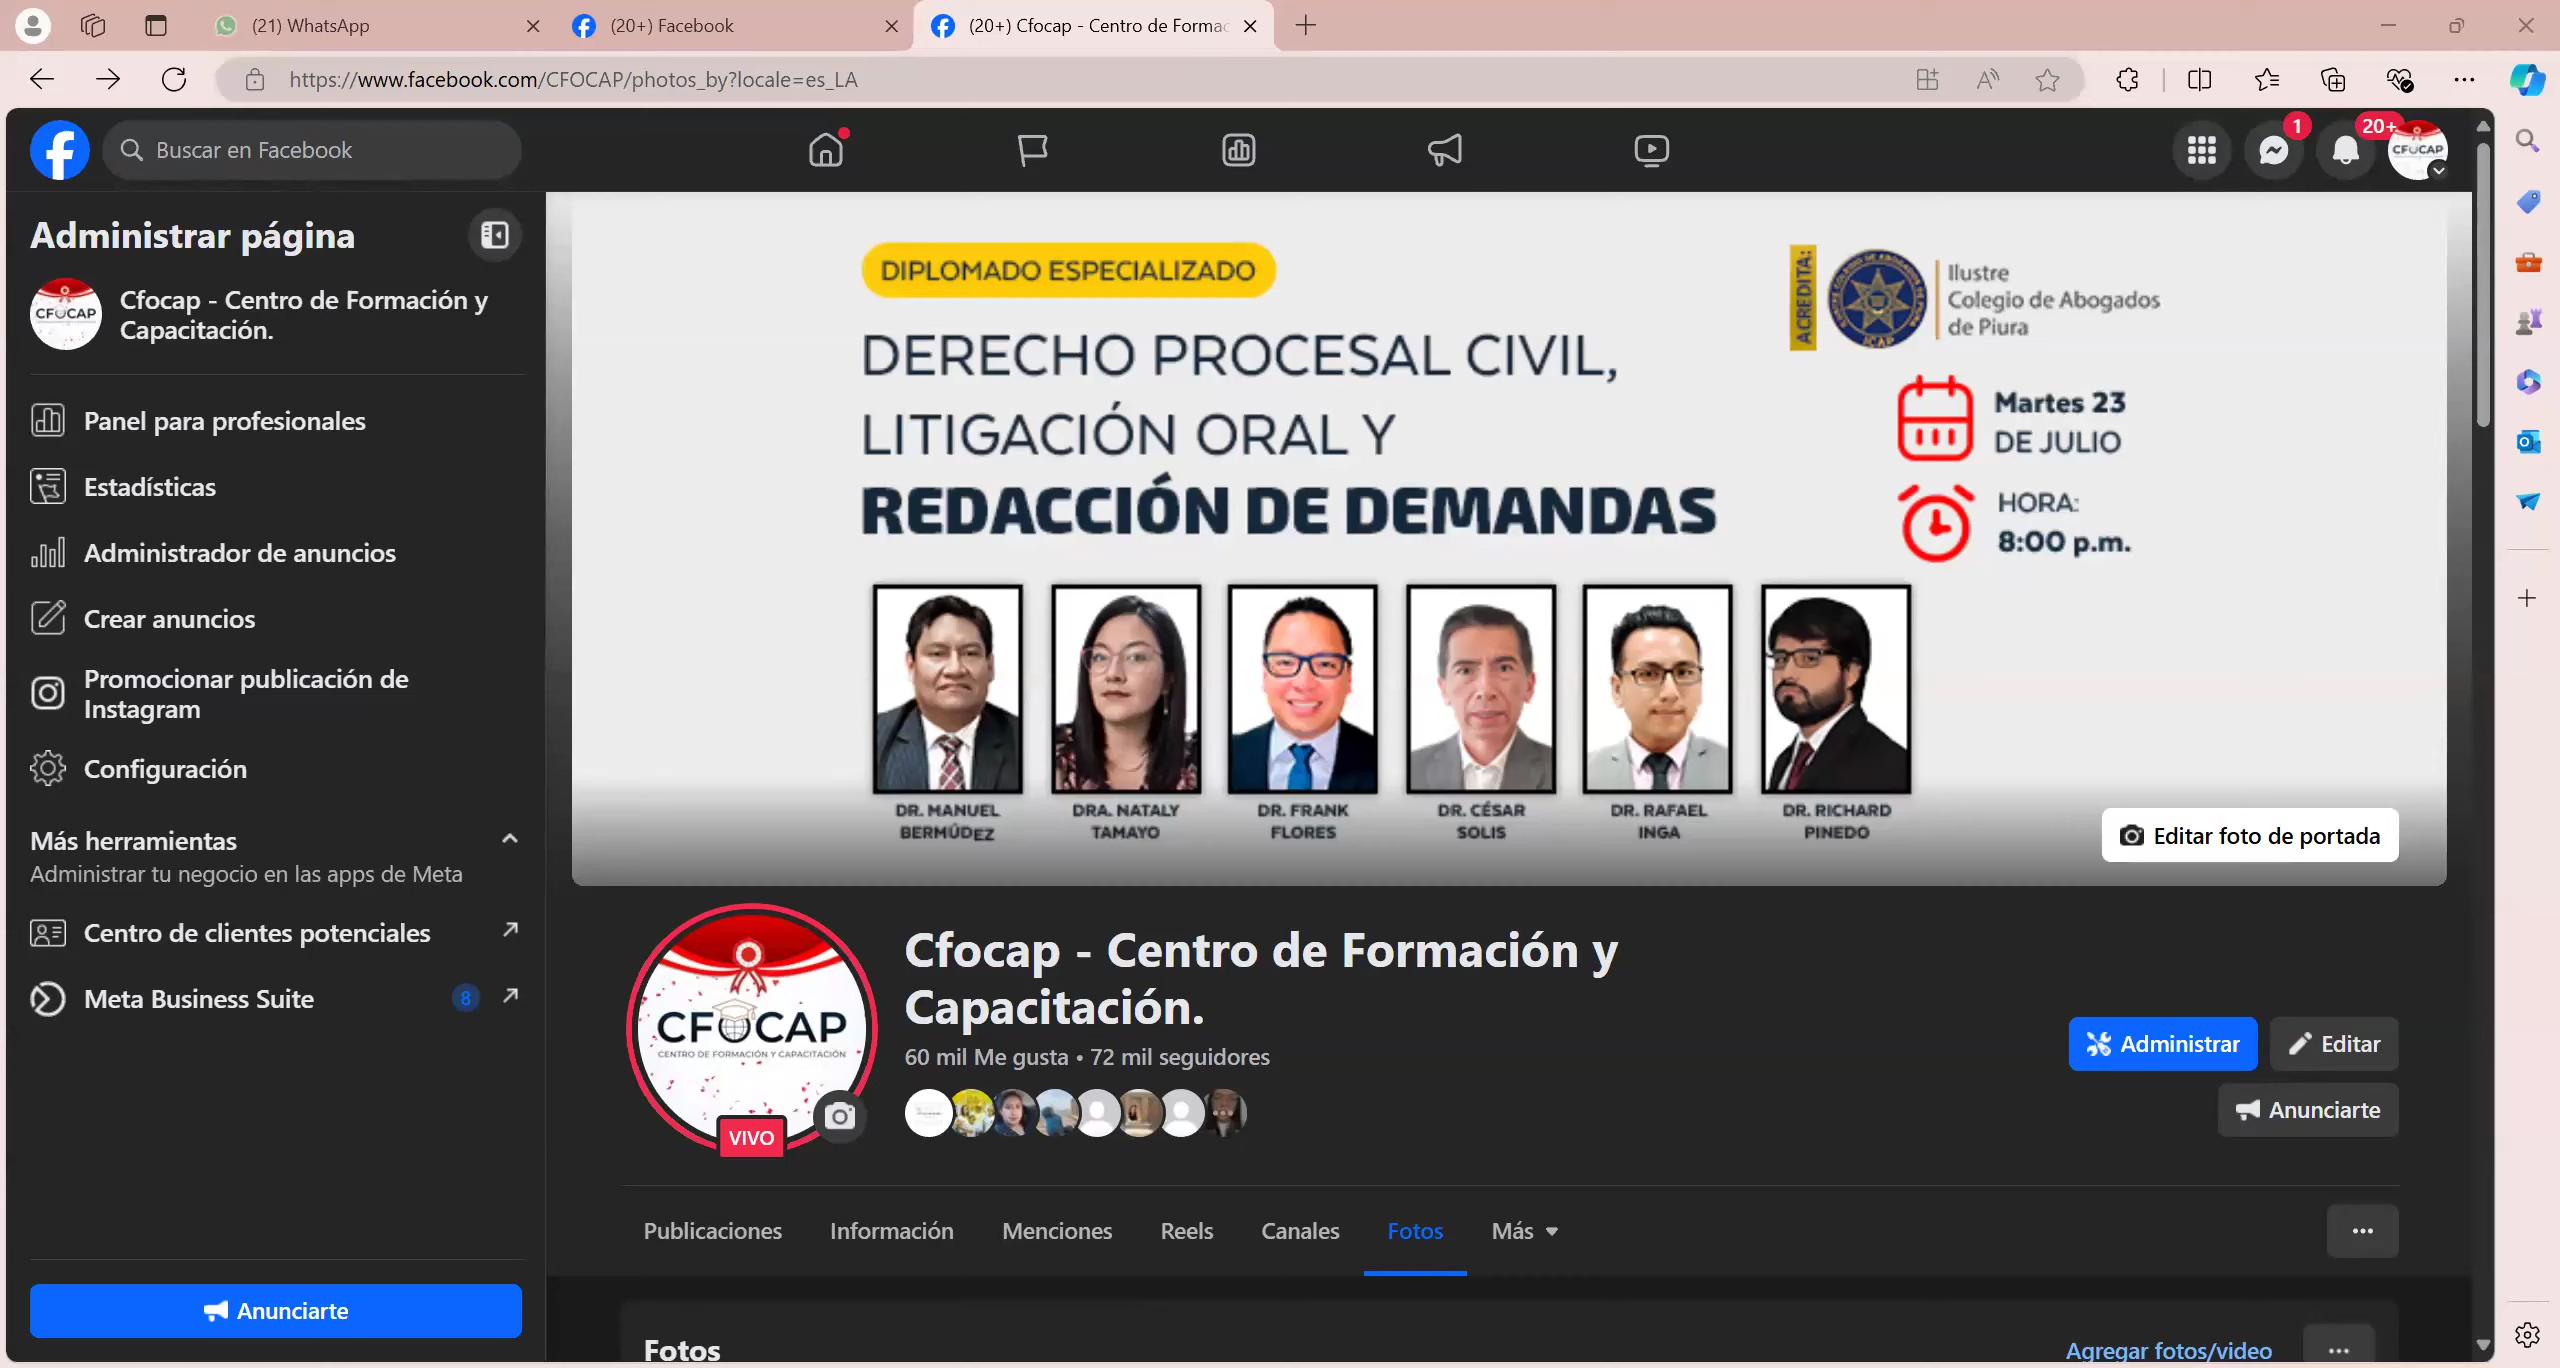 (21) WhatsApp
(20+) Facebook
(20+) Cfocap - Centro de Formac
https://www.facebook.com/CFOCAP/photos_by?locale=es_LA
Buscar en Facebook
1
20+
CFOCAP
Administrar página
CFOCAP
Cfocap - Centro de Formación y
Capacitación.
Panel para profesionales
Estadísticas
Administrador de anuncios
Crear anuncios
Promocionar publicación de
Instagram
Configuración
Más herramientas
Administrar tu negocio en las apps de Meta
Centro de clientes potenciales
Meta Business Suite
8
Anunciarte
DIPLOMADO ESPECIALIZADO
DERECHO PROCESAL CIVIL,
LITIGACIÓN ORAL Y
REDACCIÓN DE DEMANDAS
ACREDITA:
ICAP
Ilustre
Colegio de Abogados
de Piura
Martes 23
DE JULIO
HORA:
8:00 p.m.
DR. MANUEL
BERMÚDEZ
DRA. NATALY
TAMAYO
DR. FRANK
FLORES
DR. CÉSAR
SOLIS
DR. RAFAEL
INGA
DR. RICHARD
PINEDO
Editar foto de portada
CFOCAP
CENTRO DE FORMACIÓN Y CAPACITACIÓN
VIVO
Cfocap - Centro de Formación y
Capacitación.
60 mil Me gusta • 72 mil seguidores
Administrar
Editar
Anunciarte
Publicaciones
Información
Menciones
Reels
Canales
Fotos
Más
Fotos
Agregar fotos/video